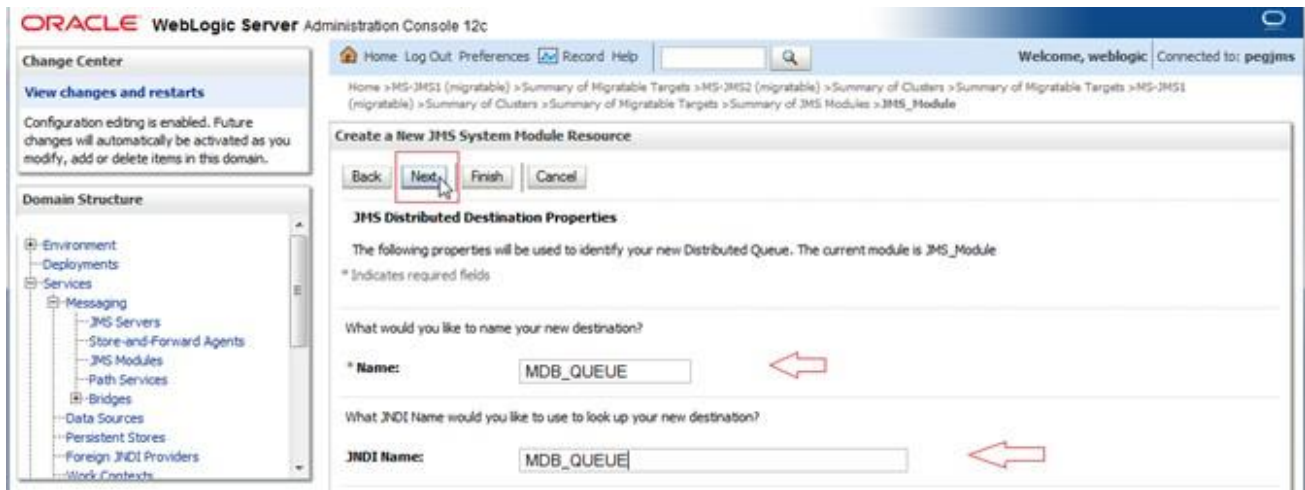 ORACLE WebLogic Server Administration Console 12c
Change Center
View changes and restarts
Configuration editing is enabled. Future
changes will automatically be activated as you
modify, add or delete items in this domain.
Domain Structure
Environment
Deployments
Services
Messaging
JMS Servers
Store-and-Forward Agents
JMS Modules
Path Services
Bridges
Data Sources
Persistent Stores
Foreign JNDI Providers
Work Contexts
Home Log Out Preferences Record Help
Welcome, weblogic Connected to: pegjms
Home >MS-JMS1 (migratable) >Summary of Migratable Targets >MS-JMS2 (migratable) >Summary of Clusters >Summary of Migratable Targets >MS-JMS1
(migratable) >Summary of Clusters >Summary of Migratable Targets >Summary of JMS Modules >JMS_Module
Create a New JMS System Module Resource
Back Next Finish Cancel
JMS Distributed Destination Properties
The following properties will be used to identify your new Distributed Queue. The current module is JMS_Module
* Indicates required fields
What would you like to name your new destination?
* Name: MDB_QUEUE
What JNDI Name would you like to use to look up your new destination?
JNDI Name: MDB_QUEUE